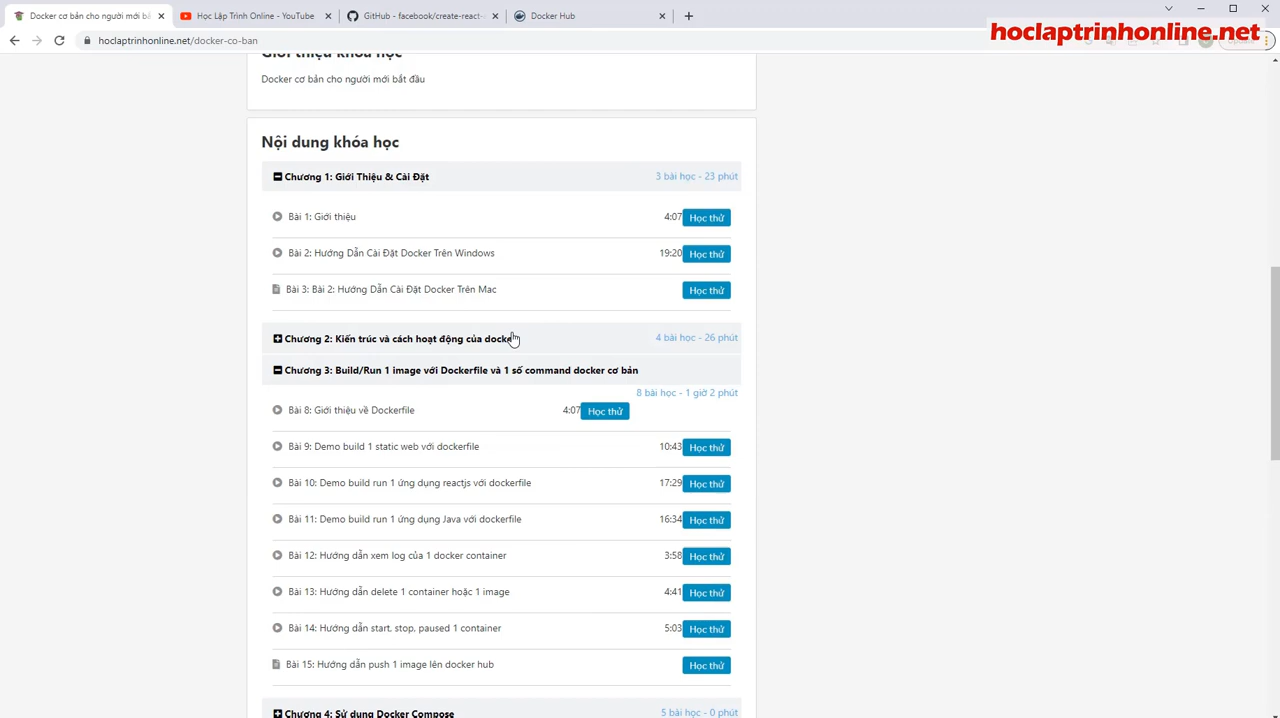 Docker cơ bản cho người mới bắ
Học Lập Trình Online - YouTube
GitHub - facebook/create-react-
Docker Hub
hoclaptrinhonline.net/docker-co-ban
hoclaptrinhonline.net
Giới thiệu khóa học
Docker cơ bản cho người mới bắt đầu
Nội dung khóa học
Chương 1: Giới Thiệu & Cài Đặt 3 bài học - 23 phút
Bài 1: Giới thiệu 4:07 Học thử
Bài 2: Hướng Dẫn Cài Đặt Docker Trên Windows 19:20 Học thử
Bài 3: Bài 2: Hướng Dẫn Cài Đặt Docker Trên Mac Học thử
Chương 2: Kiến trúc và cách hoạt động của docker 4 bài học - 26 phút
Chương 3: Build/Run 1 image với Dockerfile và 1 số command docker cơ bản
8 bài học - 1 giờ 2 phút
Bài 8: Giới thiệu về Dockerfile 4:07 Học thử
Bài 9: Demo build 1 static web với dockerfile 10:43 Học thử
Bài 10: Demo build run 1 ứng dụng reactjs với dockerfile 17:29 Học thử
Bài 11: Demo build run 1 ứng dụng Java với dockerfile 16:34 Học thử
Bài 12: Hướng dẫn xem log của 1 docker container 3:58 Học thử
Bài 13: Hướng dẫn delete 1 container hoặc 1 image 4:41 Học thử
Bài 14: Hướng dẫn start, stop, paused 1 container 5:03 Học thử
Bài 15: Hướng dẫn push 1 image lên docker hub Học thử
Chương 4: Sử dụng Docker Compose 5 bài học - 0 phút